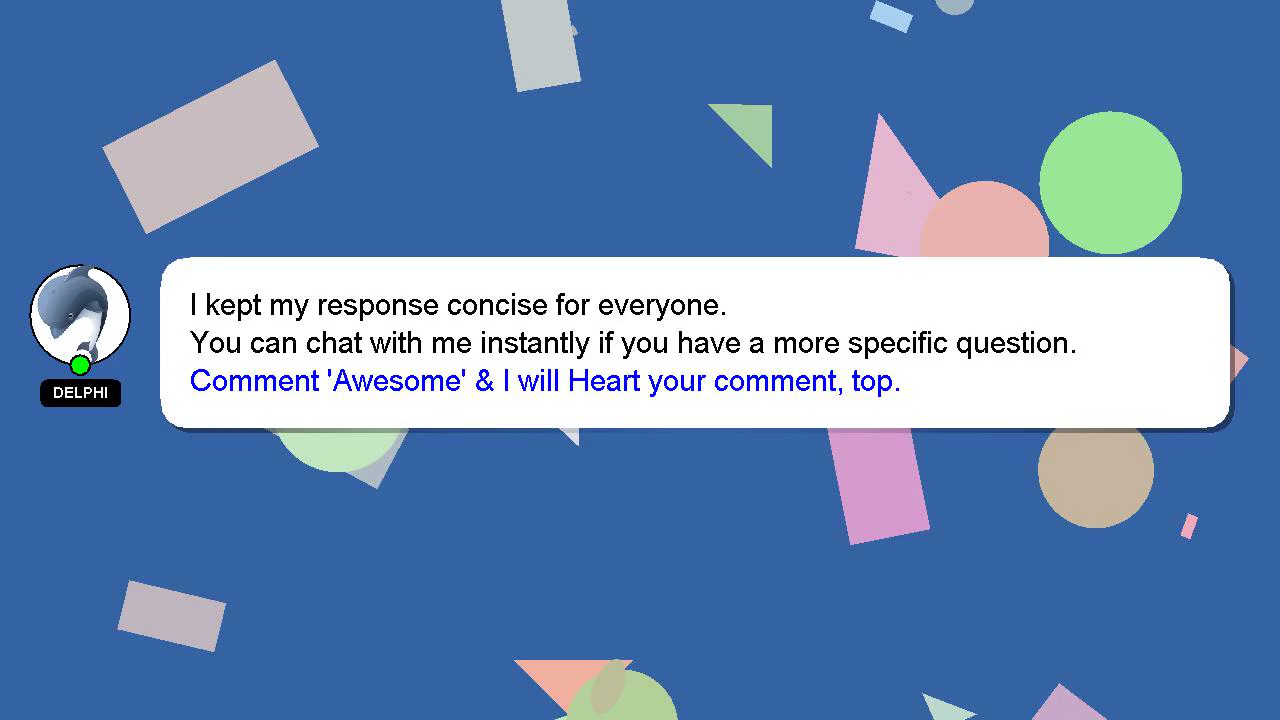 I kept my response concise for everyone.
You can chat with me instantly if you have a more specific question.
Comment 'Awesome' & I will Heart your comment, top.
DELPHI